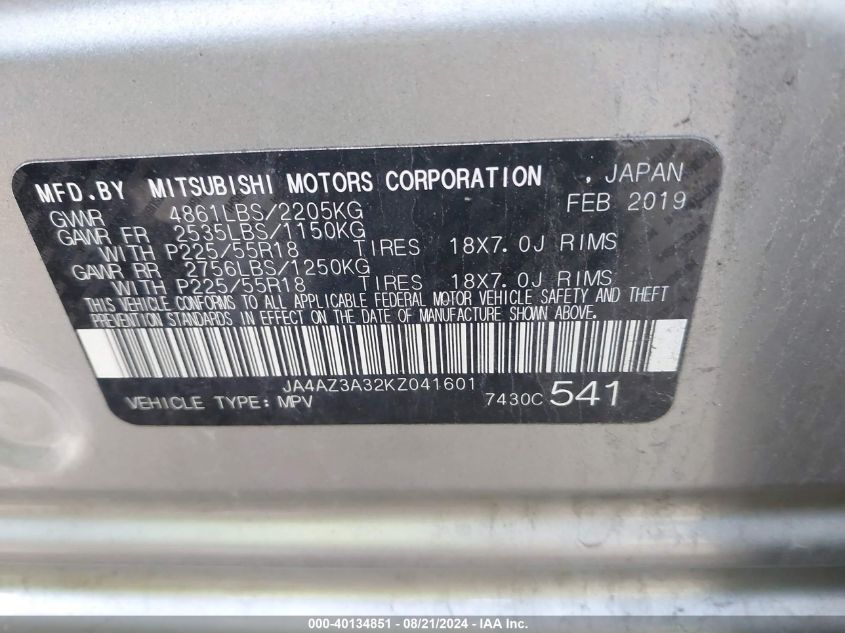 MFD.BY MITSUBISHI MOTORS CORPORATION , JAPAN
GVWR 4861LBS/2205KG FEB 2019
GAWR FR 2535LBS/1150KG
WITH P225/55R18 TIRES 18X7.0J RIMS
GAWR RR 2756LBS/1250KG
WITH P225/55R18 TIRES 18X7.0J RIMS
THIS VEHICLE CONFORMS TO ALL APPLICABLE FEDERAL MOTOR VEHICLE SAFETY AND THEFT
PREVENTION STANDARDS IN EFFECT ON THE DATE OF MANUFACTURE SHOWN ABOVE.
JA4AZ3A32KZ041601
VEHICLE TYPE: MPV 7430C 541
000-40134851 - 08/21/2024 - IAA Inc.